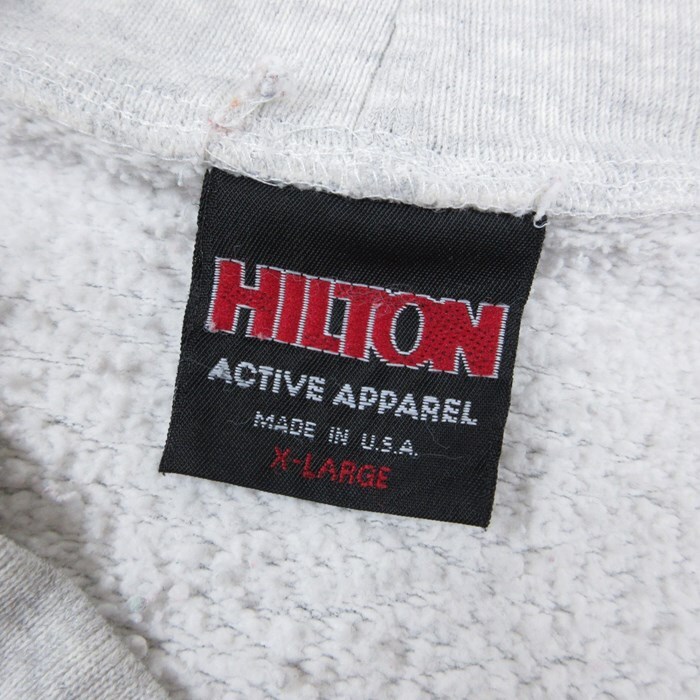 HILTON
ACTIVE APPAREL
MADE IN U.S.A.
X-LARGE